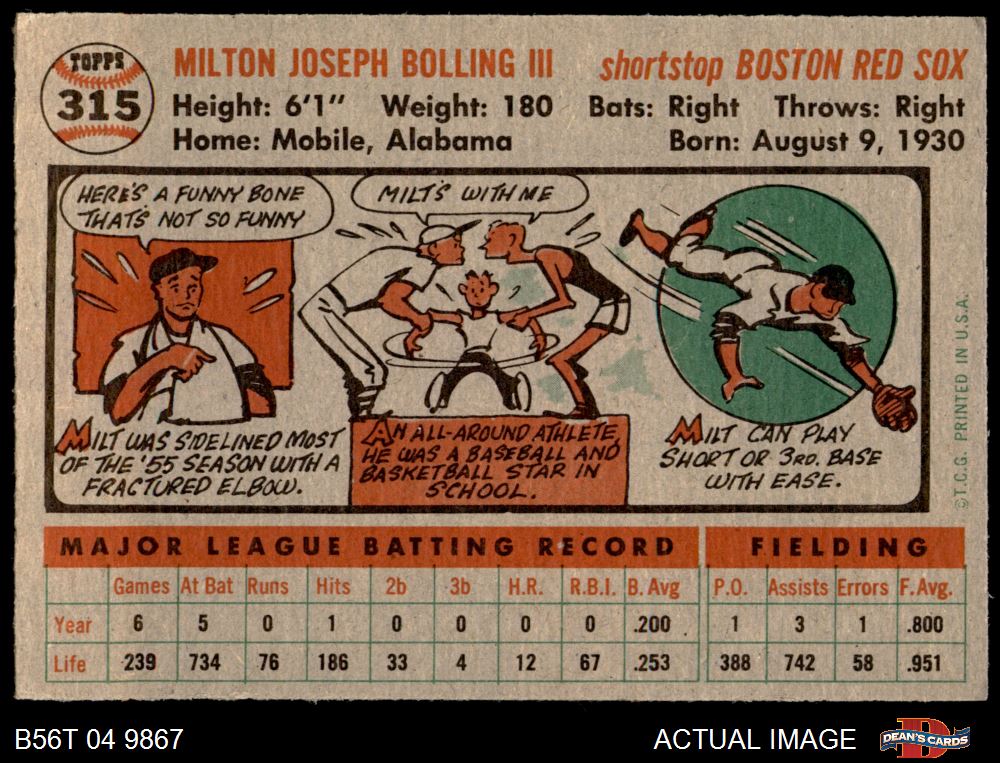 TOPPS
315
MILTON JOSEPH BOLLING III shortstop BOSTON RED SOX
Height: 6'1" Weight: 180 Bats: Right Throws: Right
Home: Mobile, Alabama Born: August 9, 1930
HERE'S A FUNNY BONE
THAT'S NOT SO FUNNY
MILT'S WITH ME
MILT WAS SIDELINED MOST
OF THE '55 SEASON WITH A
FRACTURED ELBOW.
AN ALL-AROUND ATHLETE,
HE WAS A BASEBALL AND
BASKETBALL STAR IN
SCHOOL.
MILT CAN PLAY
SHORT OR 3RD. BASE
WITH EASE.
©T.C.G. PRINTED IN U.S.A.
MAJOR LEAGUE BATTING RECORD FIELDING
Games At Bat Runs Hits 2b 3b H.R. R.B.I. B. Avg P.O. Assists Errors F. Avg.
Year 6 5 0 1 0 0 0 0 .200 1 3 1 .800
Life 239 734 76 186 33 4 12 67 .253 388 742 58 .951
B56T 04 9867 ACTUAL IMAGE DEAN'S CARDS